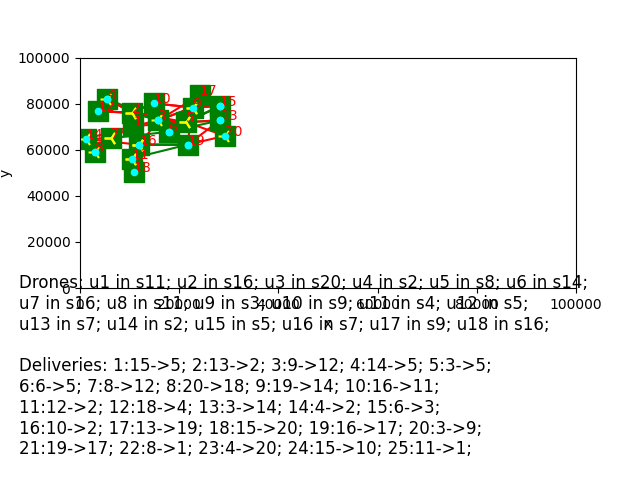 100000
80000
60000
y
40000
20000
0
Drones: u1 in s11; u2 in s16; u3 in s20; u4 in s2; u5 in s8; u6 in s14;
u7 in s16; u8 in s11; u9 in s3; u10 in s9; u11 in s4; u12 in s5;
0 20000 40000 60000 80000 100000
u13 in s7; u14 in s2; u15 in s5; u16 in s7; u17 in s9; u18 in s16;
x
Deliveries: 1:15->5; 2:13->2; 3:9->12; 4:14->5; 5:3->5;
6:6->5; 7:8->12; 8:20->18; 9:19->14; 10:16->11;
11:12->2; 12:18->4; 13:3->14; 14:4->2; 15:6->3;
16:10->2; 17:13->19; 18:15->20; 19:16->17; 20:3->9;
21:19->17; 22:8->1; 23:4->20; 24:15->10; 25:11->1;